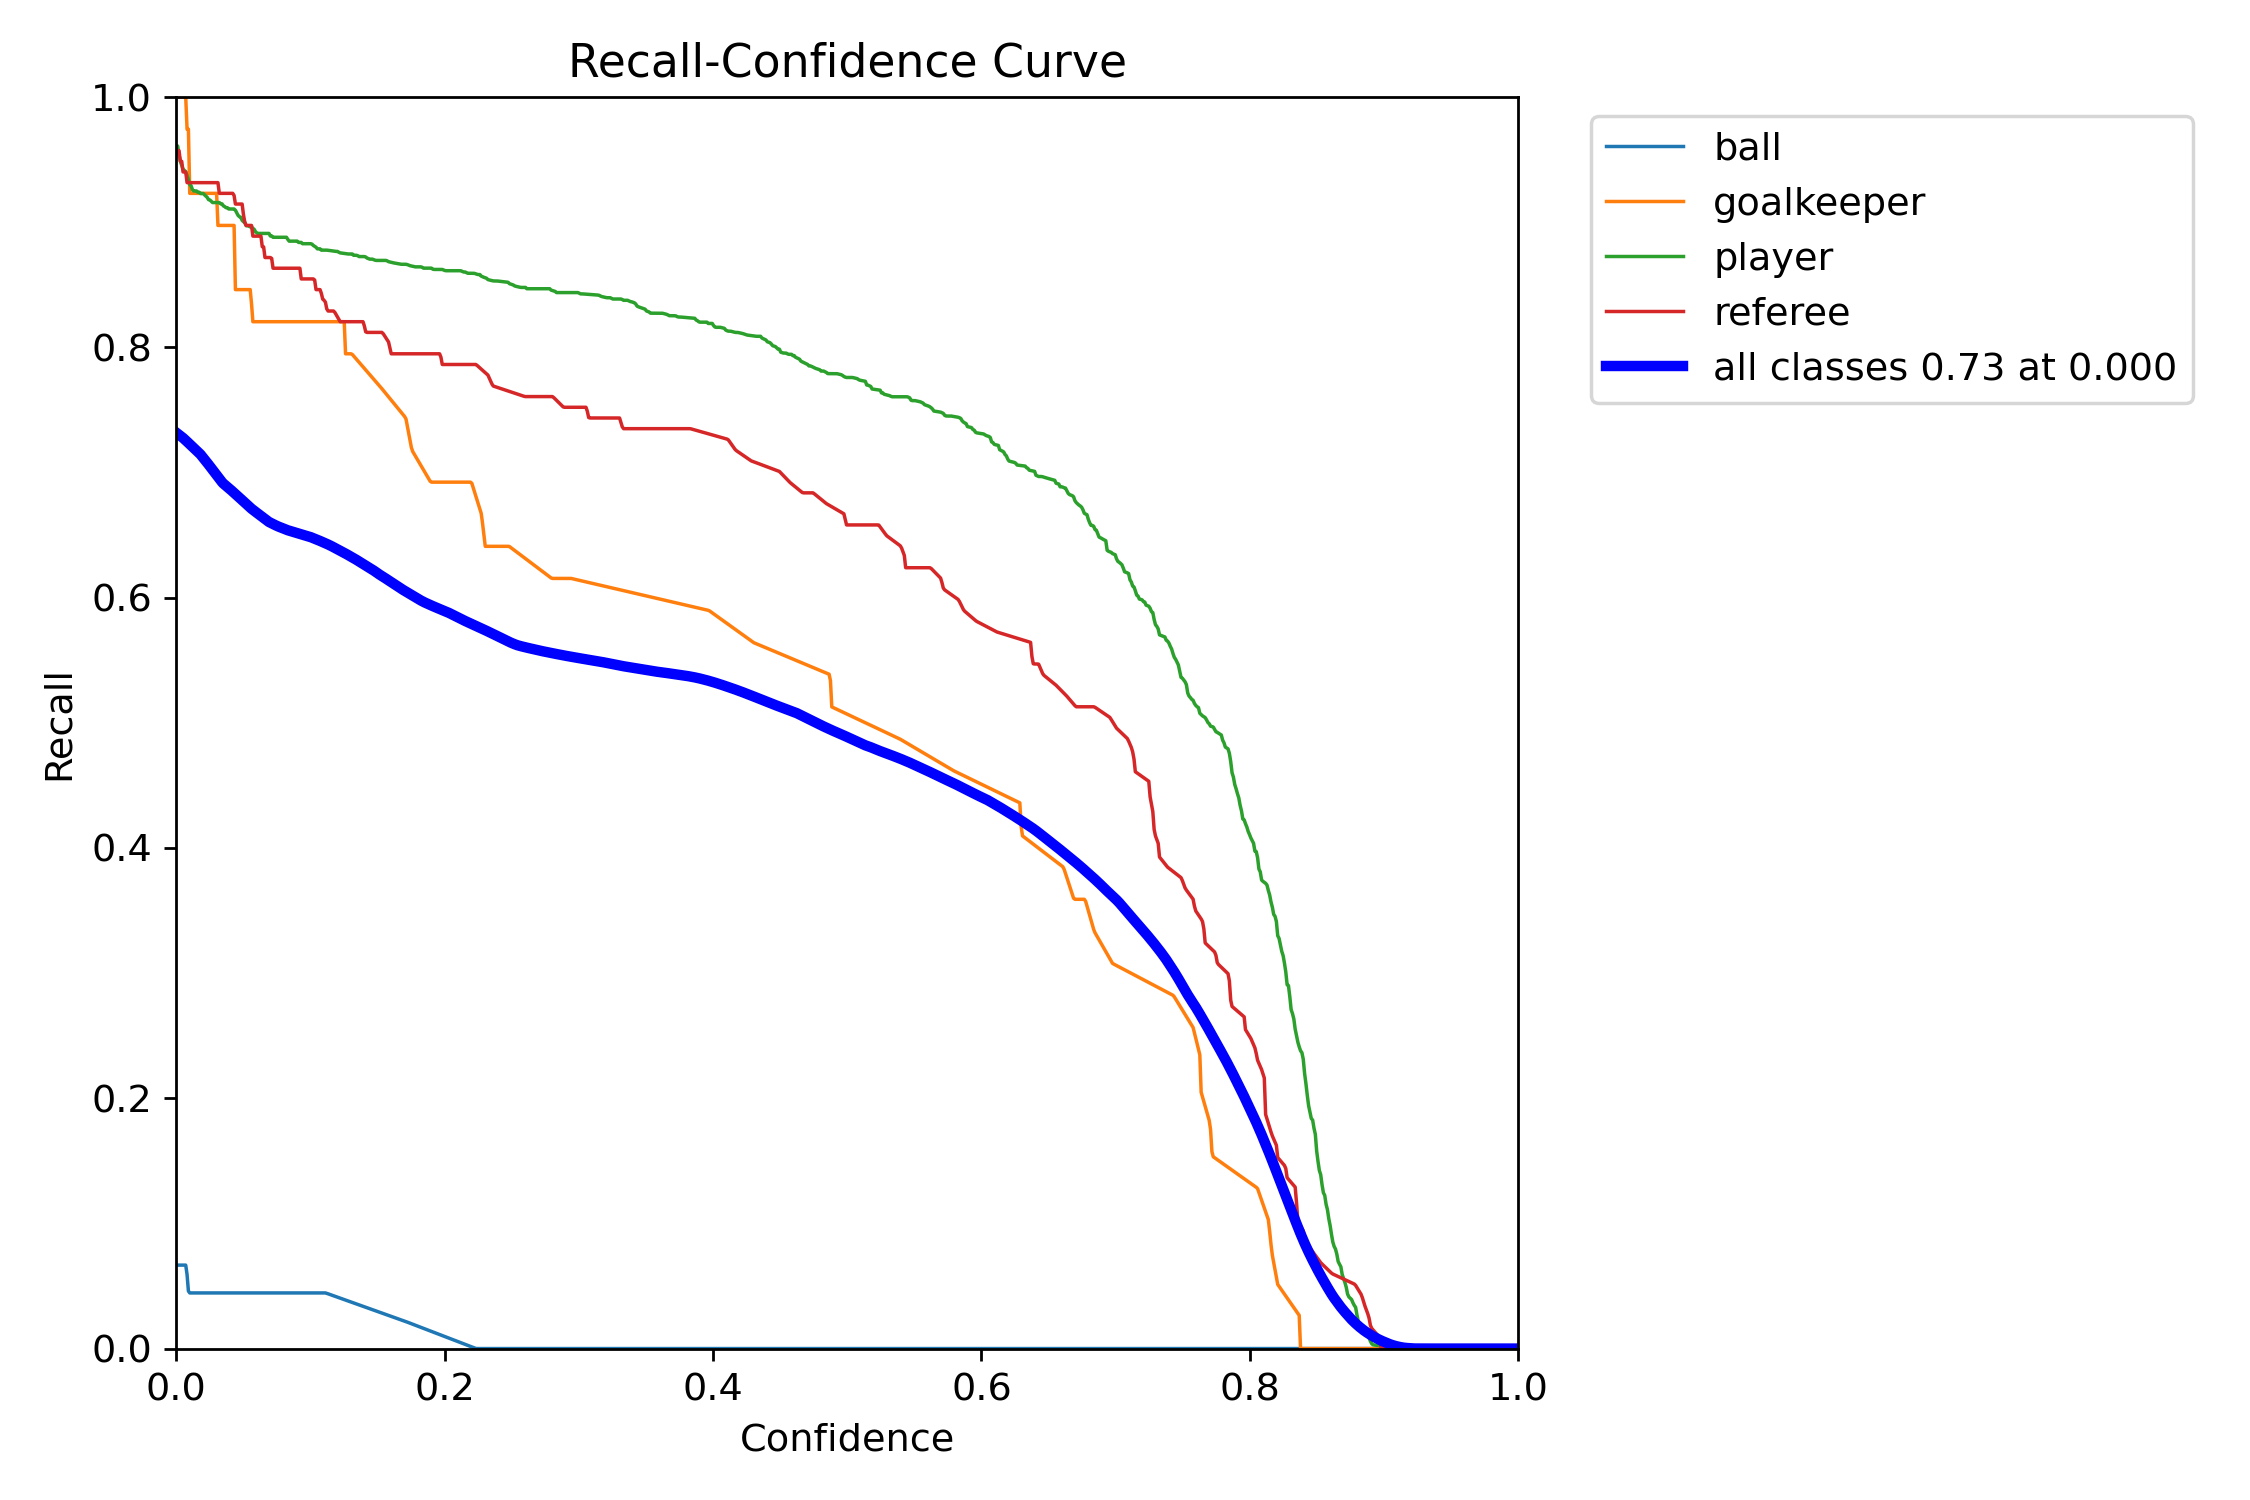 Recall-Confidence Curve
1.0
0.8
0.6
0.4
0.2
0.0
Recall
0.0 0.2 0.4 0.6 0.8 1.0
Confidence
ball
goalkeeper
player
referee
all classes 0.73 at 0.000